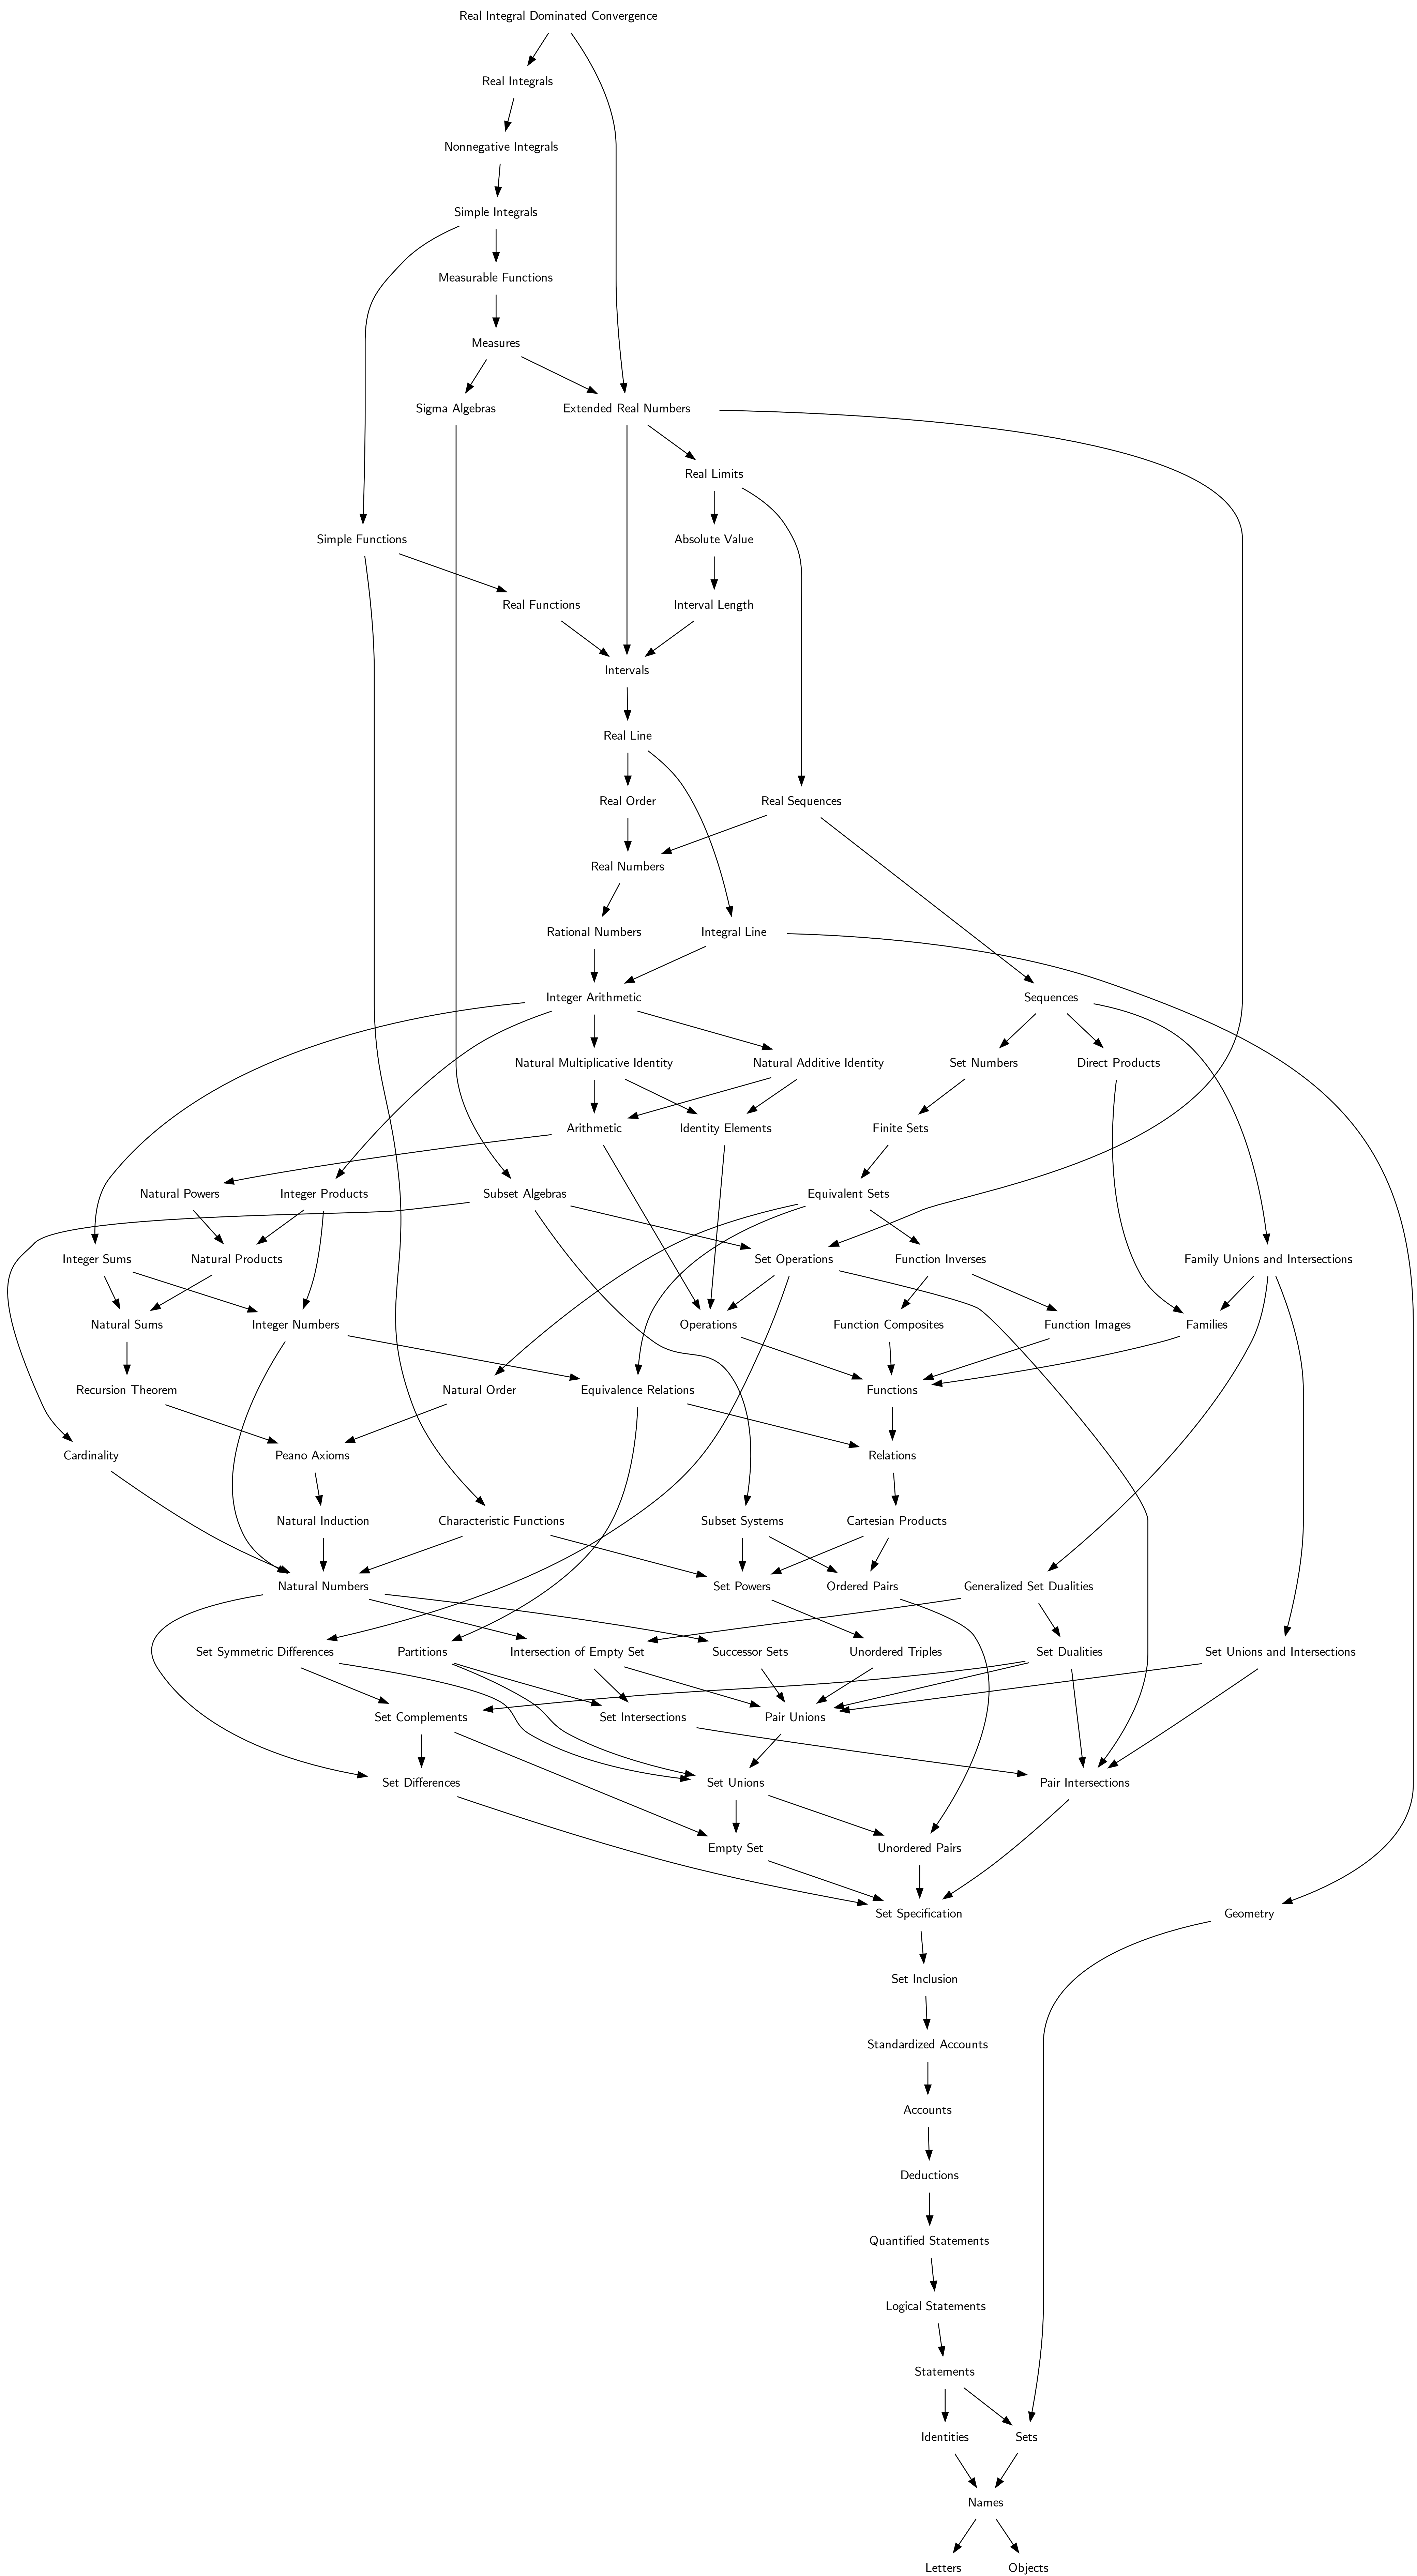 Real Integral Dominated Convergence
Real Integrals
Nonnegative Integrals
Simple Integrals
Measurable Functions
Measures
Sigma Algebras
Extended Real Numbers
Real Limits
Simple Functions
Absolute Value
Real Functions
Interval Length
Intervals
Real Line
Real Order
Real Sequences
Real Numbers
Rational Numbers
Integral Line
Integer Arithmetic
Sequences
Natural Multiplicative Identity
Natural Additive Identity
Set Numbers
Direct Products
Arithmetic
Identity Elements
Finite Sets
Natural Powers
Integer Products
Subset Algebras
Equivalent Sets
Integer Sums
Natural Products
Set Operations
Function Inverses
Family Unions and Intersections
Natural Sums
Integer Numbers
Operations
Function Composites
Function Images
Families
Recursion Theorem
Natural Order
Equivalence Relations
Functions
Cardinality
Peano Axioms
Relations
Natural Induction
Characteristic Functions
Subset Systems
Cartesian Products
Natural Numbers
Set Powers
Ordered Pairs
Generalized Set Dualities
Set Symmetric Differences
Partitions
Intersection of Empty Set
Successor Sets
Unordered Triples
Set Dualities
Set Unions and Intersections
Set Complements
Set Intersections
Pair Unions
Set Differences
Set Unions
Pair Intersections
Empty Set
Unordered Pairs
Set Specification
Geometry
Set Inclusion
Standardized Accounts
Accounts
Deductions
Quantified Statements
Logical Statements
Statements
Identities
Sets
Names
Letters
Objects